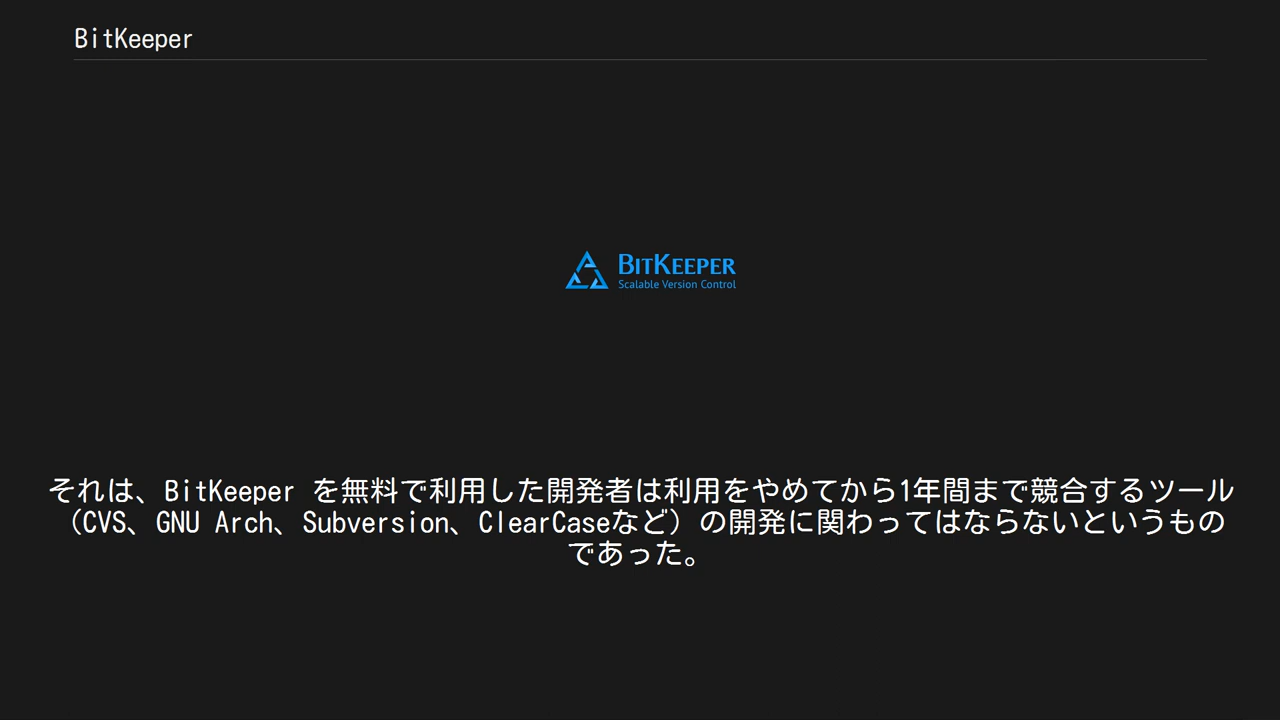 BitKeeper
BITKEEPER
Scalable Version Control
それは、BitKeeper を無料で利用した開発者は利用をやめてから1年間まで競合するツール
（CVS、GNU Arch、Subversion、ClearCaseなど）の開発に関わってはならないというもの
であった。